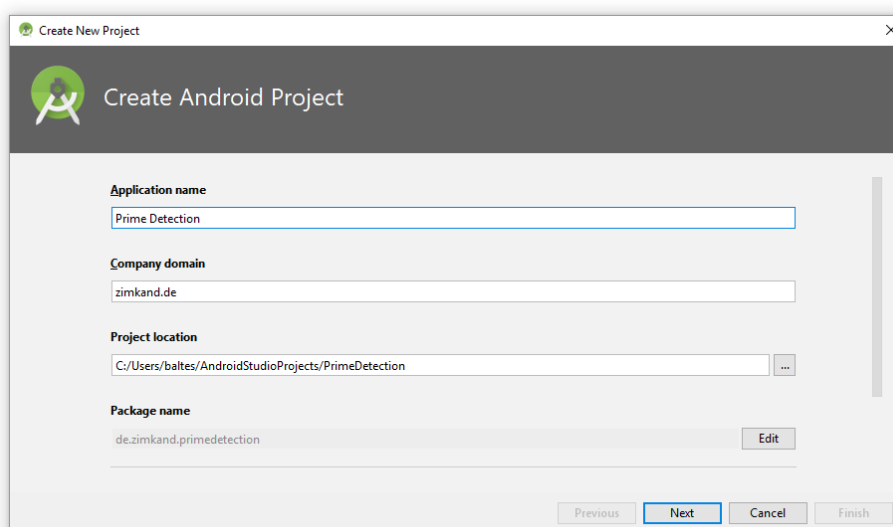 Create New Project
Create Android Project
Application name
Prime Detection
Company domain
zimkand.de
Project location
C:/Users/baltes/AndroidStudioProjects/PrimeDetection
...
Package name
de.zimkand.primedetection
Edit
Previous Next Cancel Finish